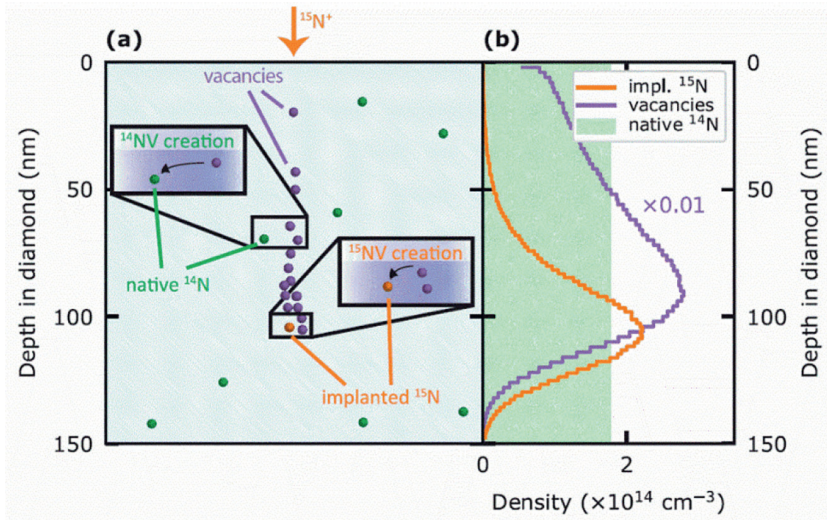 (a)
¹⁵N⁺
(b)
vacancies
¹⁴NV creation
native ¹⁴N
¹⁵NV creation
implanted ¹⁵N
0
50
100
150
Depth in diamond (nm)
impl. ¹⁵N
vacancies
native ¹⁴N
×0.01
0
50
100
150
Depth in diamond (nm)
0
2
Density (×10¹⁴ cm⁻³)